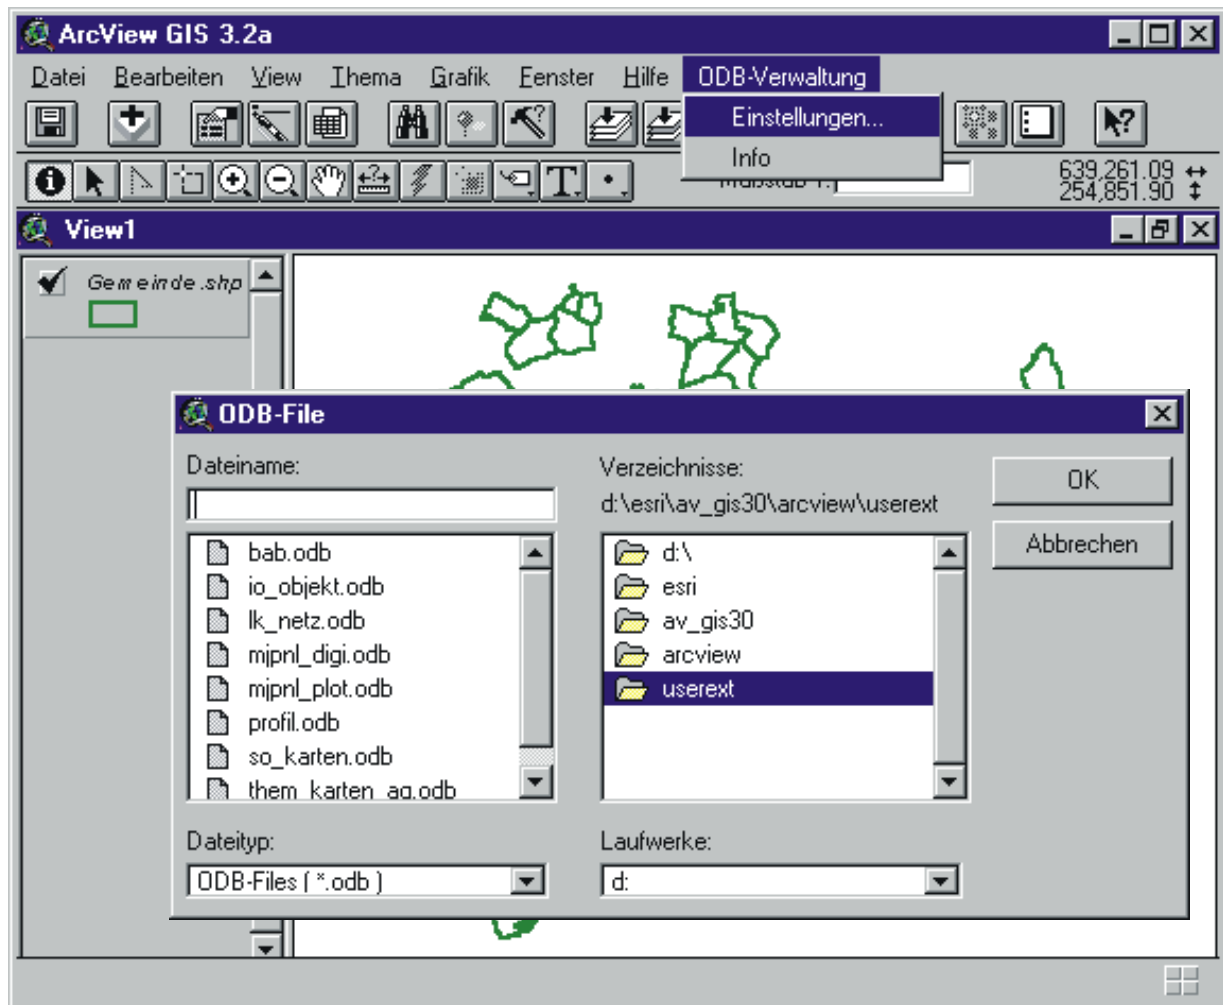 ArcView GIS 3.2a
Datei Bearbeiten View Thema Grafik Fenster Hilfe ODB-Verwaltung
Einstellungen...
Info
Maßstab 1:
639,261.09
254,851.90
View1
Gemeinde.shp
ODB-File
Dateiname:
Verzeichnisse:
d:\esri\av_gis30\arcview\userext
OK
Abbrechen
bab.odb
io_objekt.odb
lk_netz.odb
mjpnl_digi.odb
mjpnl_plot.odb
profil.odb
so_karten.odb
them_karten_ag.odb
d:\
esri
av_gis30
arcview
userext
Dateityp:
ODB-Files ( *.odb )
Laufwerke:
d: